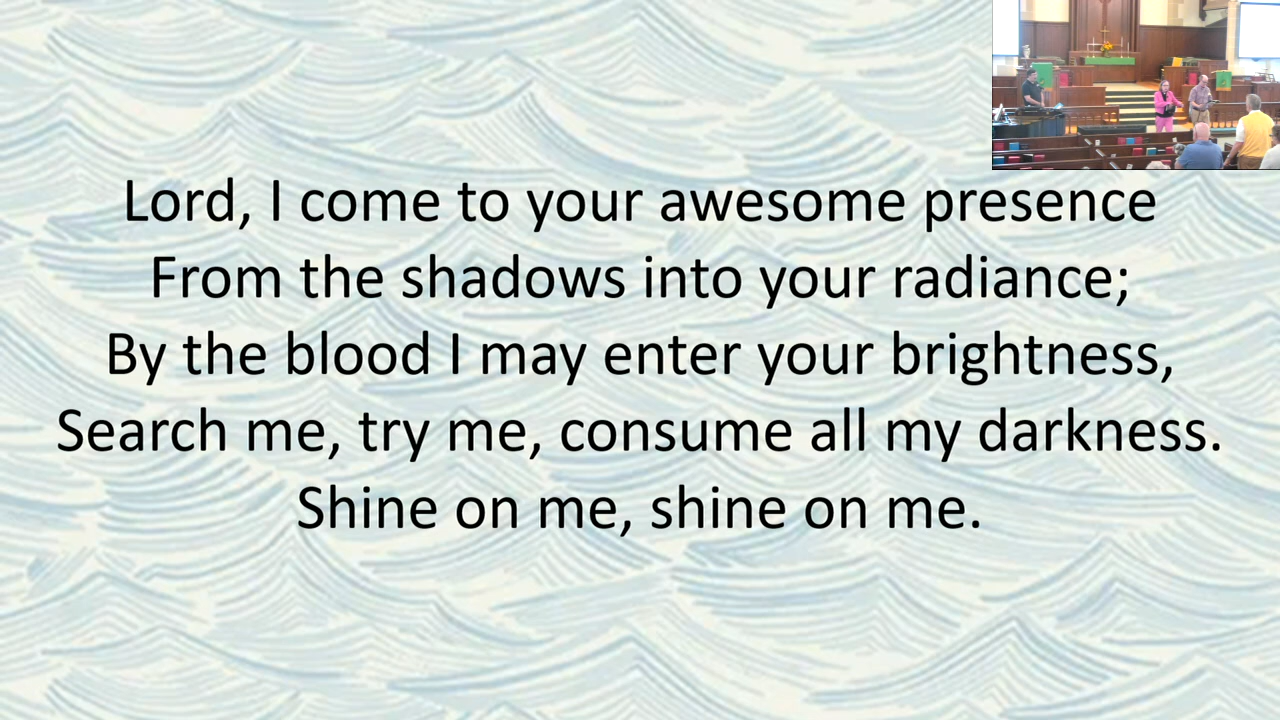 Lord, I come to your awesome presence
From the shadows into your radiance;
By the blood I may enter your brightness,
Search me, try me, consume all my darkness.
Shine on me, shine on me.